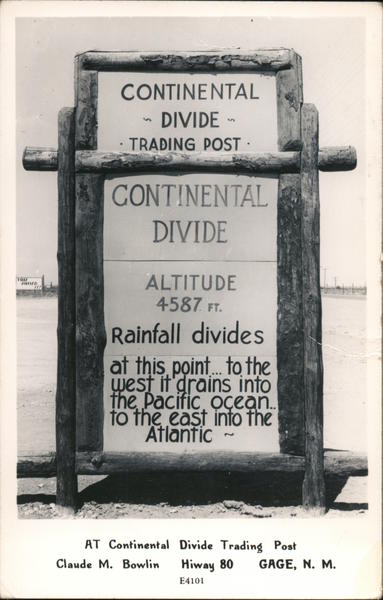 CONTINENTAL
~ DIVIDE ~
· TRADING POST ·
CONTINENTAL
DIVIDE
ALTITUDE
4587 FT.
Rainfall divides
at this point... to the
west it drains into
the Pacific ocean..
to the east into the
Atlantic ~
AT Continental Divide Trading Post
Claude M. Bowlin Hiway 80 GAGE, N. M.
E4101